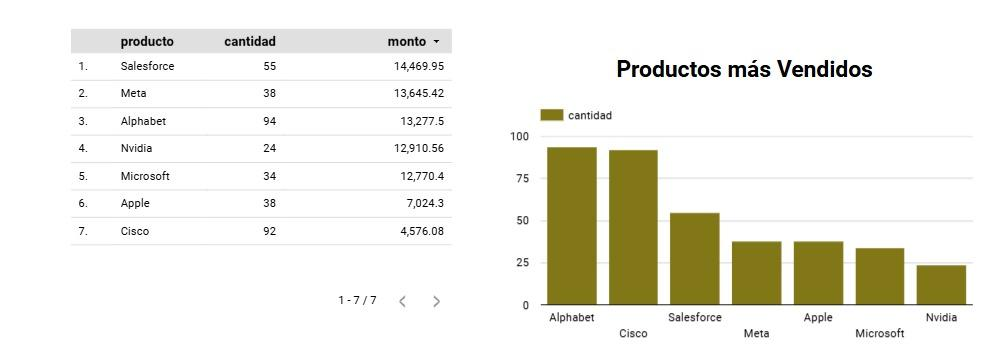 producto cantidad monto
1. Salesforce 55 14,469.95
2. Meta 38 13,645.42
3. Alphabet 94 13,277.5
4. Nvidia 24 12,910.56
5. Microsoft 34 12,770.4
6. Apple 38 7,024.3
7. Cisco 92 4,576.08
1 - 7 / 7
Productos más Vendidos
cantidad
100
75
50
25
0
Alphabet
Cisco
Salesforce
Meta
Apple
Microsoft
Nvidia